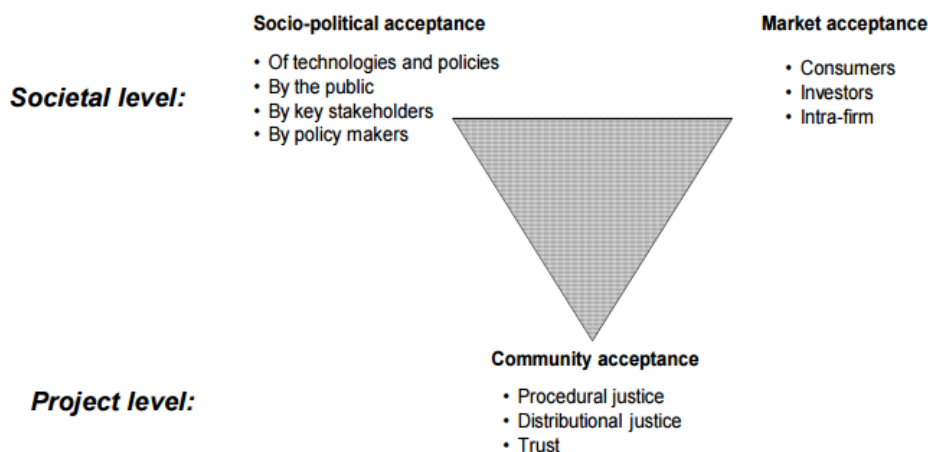 Socio-political acceptance
• Of technologies and policies
• By the public
• By key stakeholders
• By policy makers
Market acceptance
• Consumers
• Investors
• Intra-firm
Societal level:
Community acceptance
• Procedural justice
• Distributional justice
• Trust
Project level: